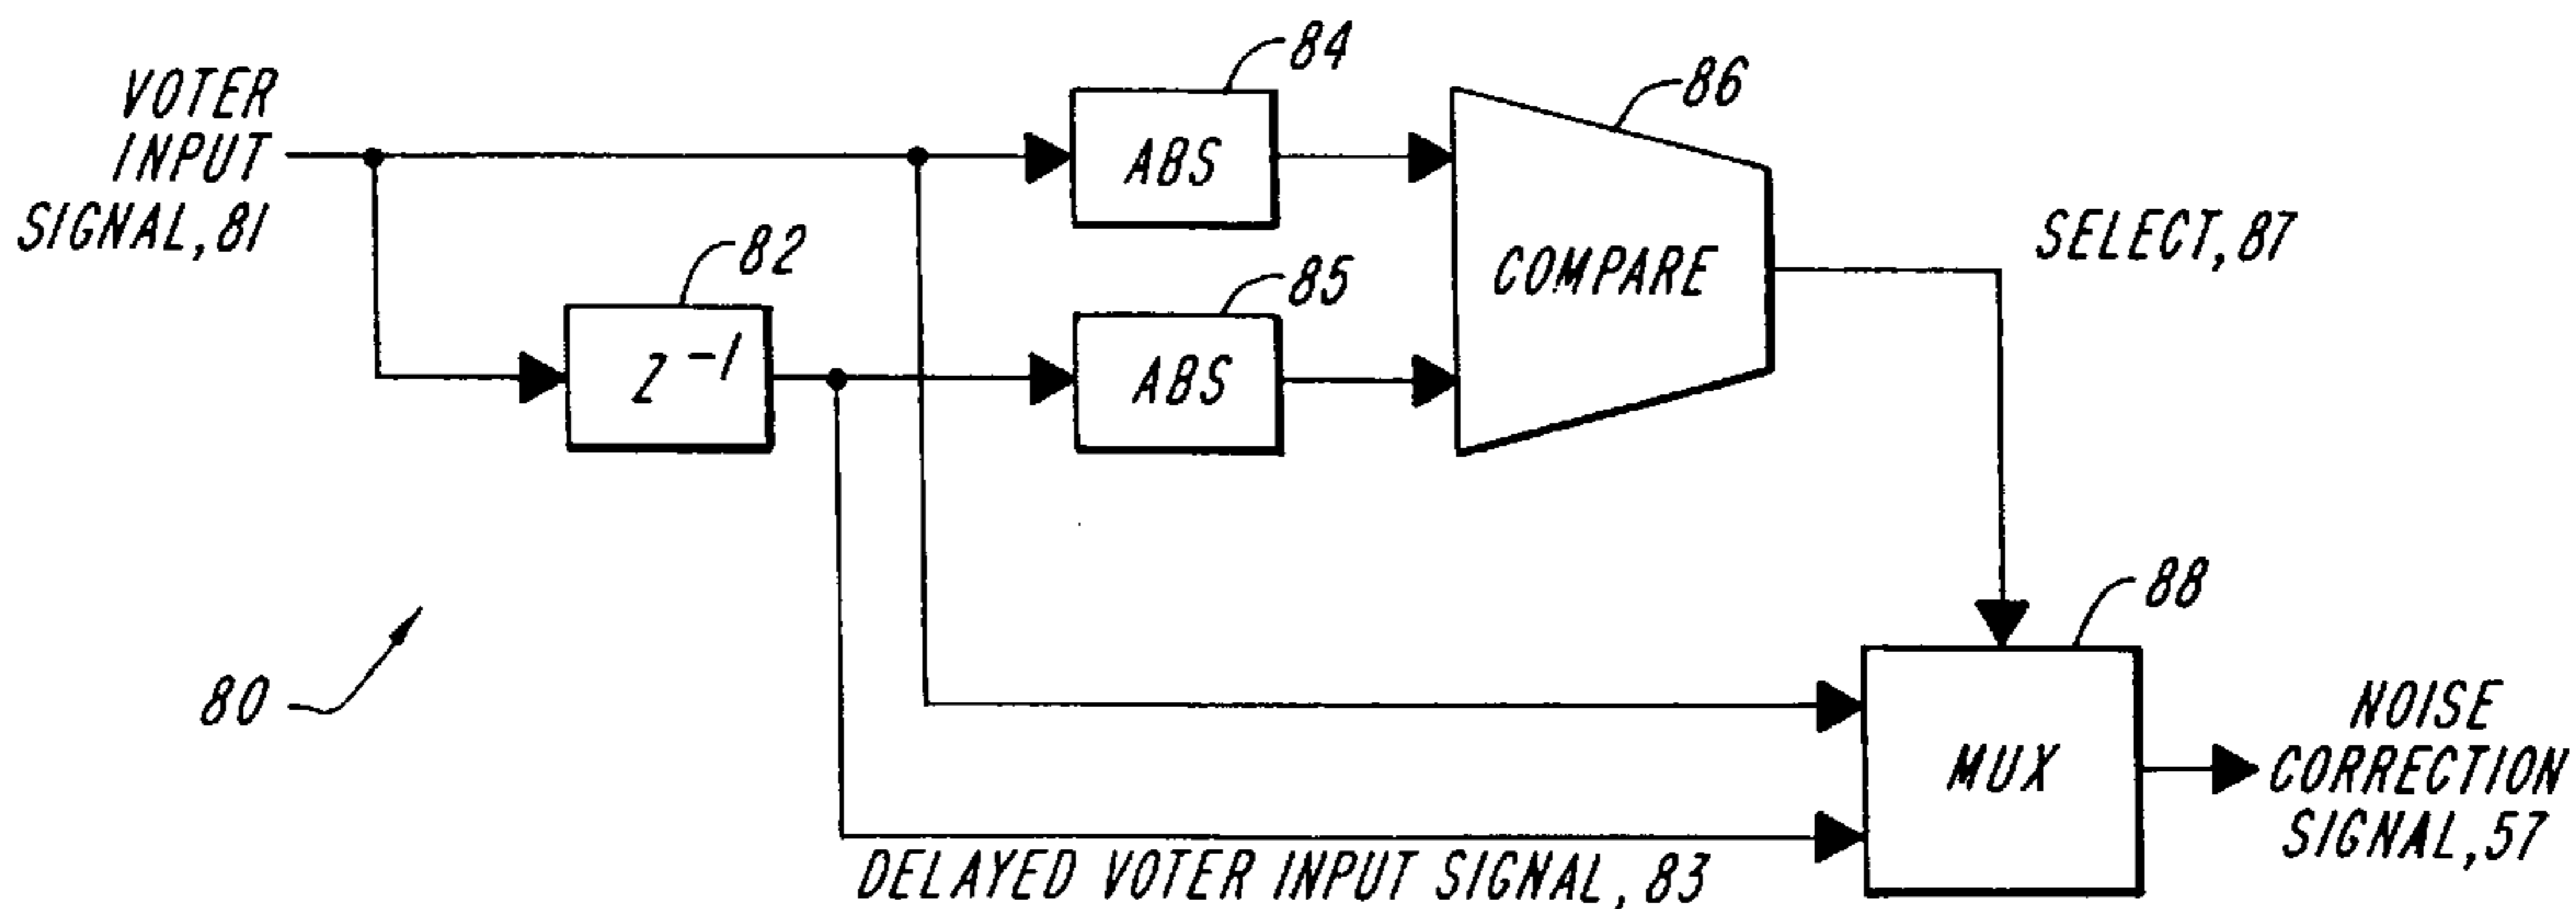 84
VOTER
INPUT
SIGNAL,81
86
ABS
82
SELECT,87
85
COMPARE
Z⁻¹
ABS
88
80
NOISE
CORRECTION
SIGNAL,57
MUX
DELAYED VOTER INPUT SIGNAL,83